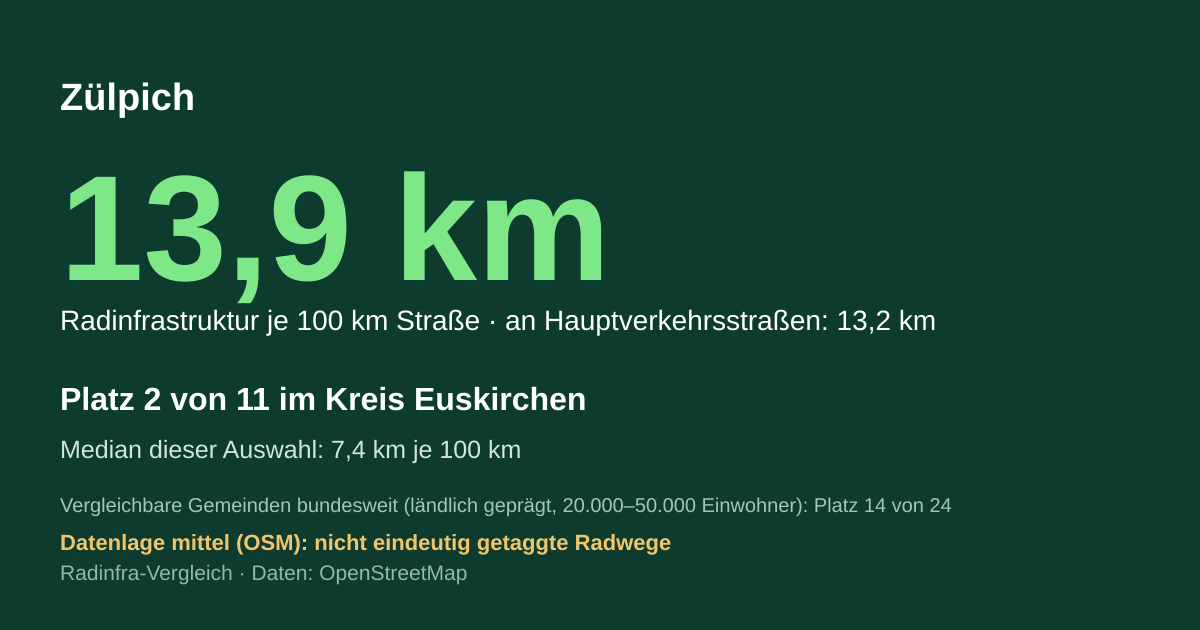 Zülpich
13,9 km
Radinfrastruktur je 100 km Straße · an Hauptverkehrsstraßen: 13,2 km
Platz 2 von 11 im Kreis Euskirchen
Median dieser Auswahl: 7,4 km je 100 km
Vergleichbare Gemeinden bundesweit (ländlich geprägt, 20.000–50.000 Einwohner): Platz 14 von 24
Datenlage mittel (OSM): nicht eindeutig getaggte Radwege
Radinfra-Vergleich · Daten: OpenStreetMap